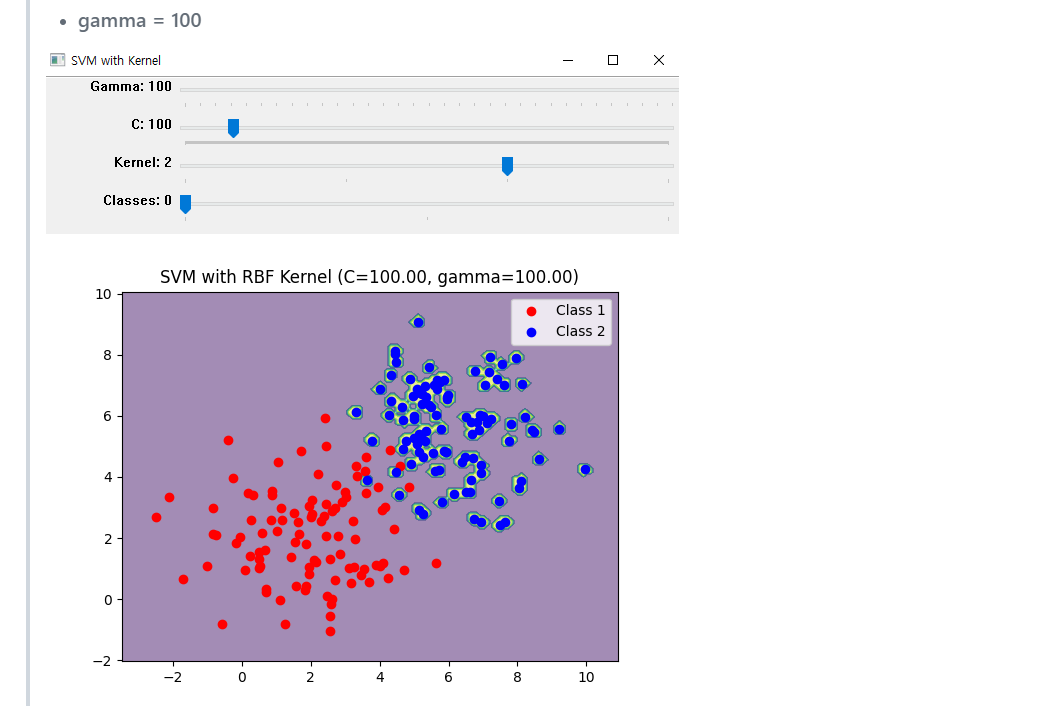 gamma = 100
SVM with Kernel
Gamma: 100
C: 100
Kernel: 2
Classes: 0
SVM with RBF Kernel (C=100.00, gamma=100.00)
Class 1
Class 2
10
8
6
4
2
0
−2
−2 0 2 4 6 8 10